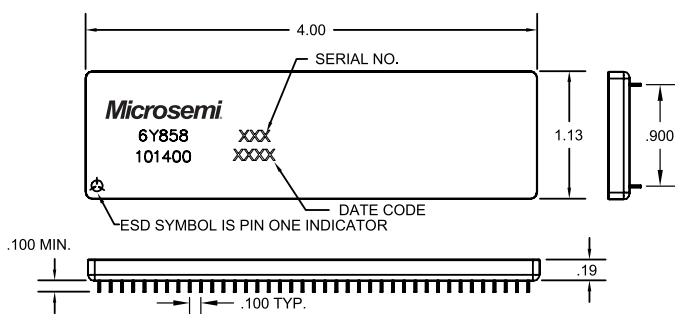 4.00
SERIAL NO.
Microsemi
6Y858 XXX
101400 XXXX
1.13
.900
DATE CODE
ESD SYMBOL IS PIN ONE INDICATOR
.100 MIN.
.19
.100 TYP.